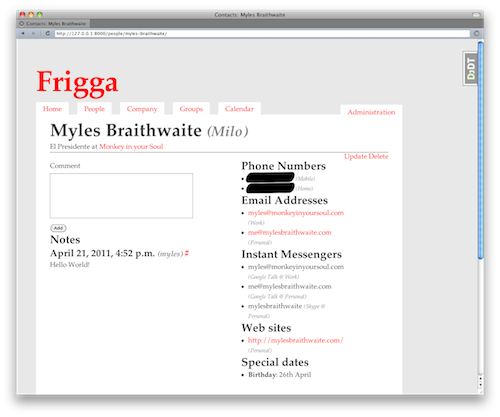 Contacts: Myles Braithwaite
Contacts: Myles Braithwaite
http://127.0.0.1:8000/people/myles-braithwaite/
DjDT
Frigga
Home People Company Groups Calendar Administration
Myles Braithwaite (Milo)
El Presidente at Monkey in your Soul
Update Delete
Comment
Add
Notes
April 21, 2011, 4:52 p.m. (myles) #
Hello World!
Phone Numbers
• (Mobile)
• (Home)
Email Addresses
• myles@monkeyinyoursoul.com
(Work)
• me@mylesbraithwaite.com
(Personal)
Instant Messengers
• myles@monkeyinyoursoul.com
(Google Talk @ Work)
• me@mylesbraithwaite.com
(Google Talk @ Personal)
• mylesbraithwaite (Skype @
Personal)
Web sites
• http://mylesbraithwaite.com/
(Personal)
Special dates
• Birthday: 26th April